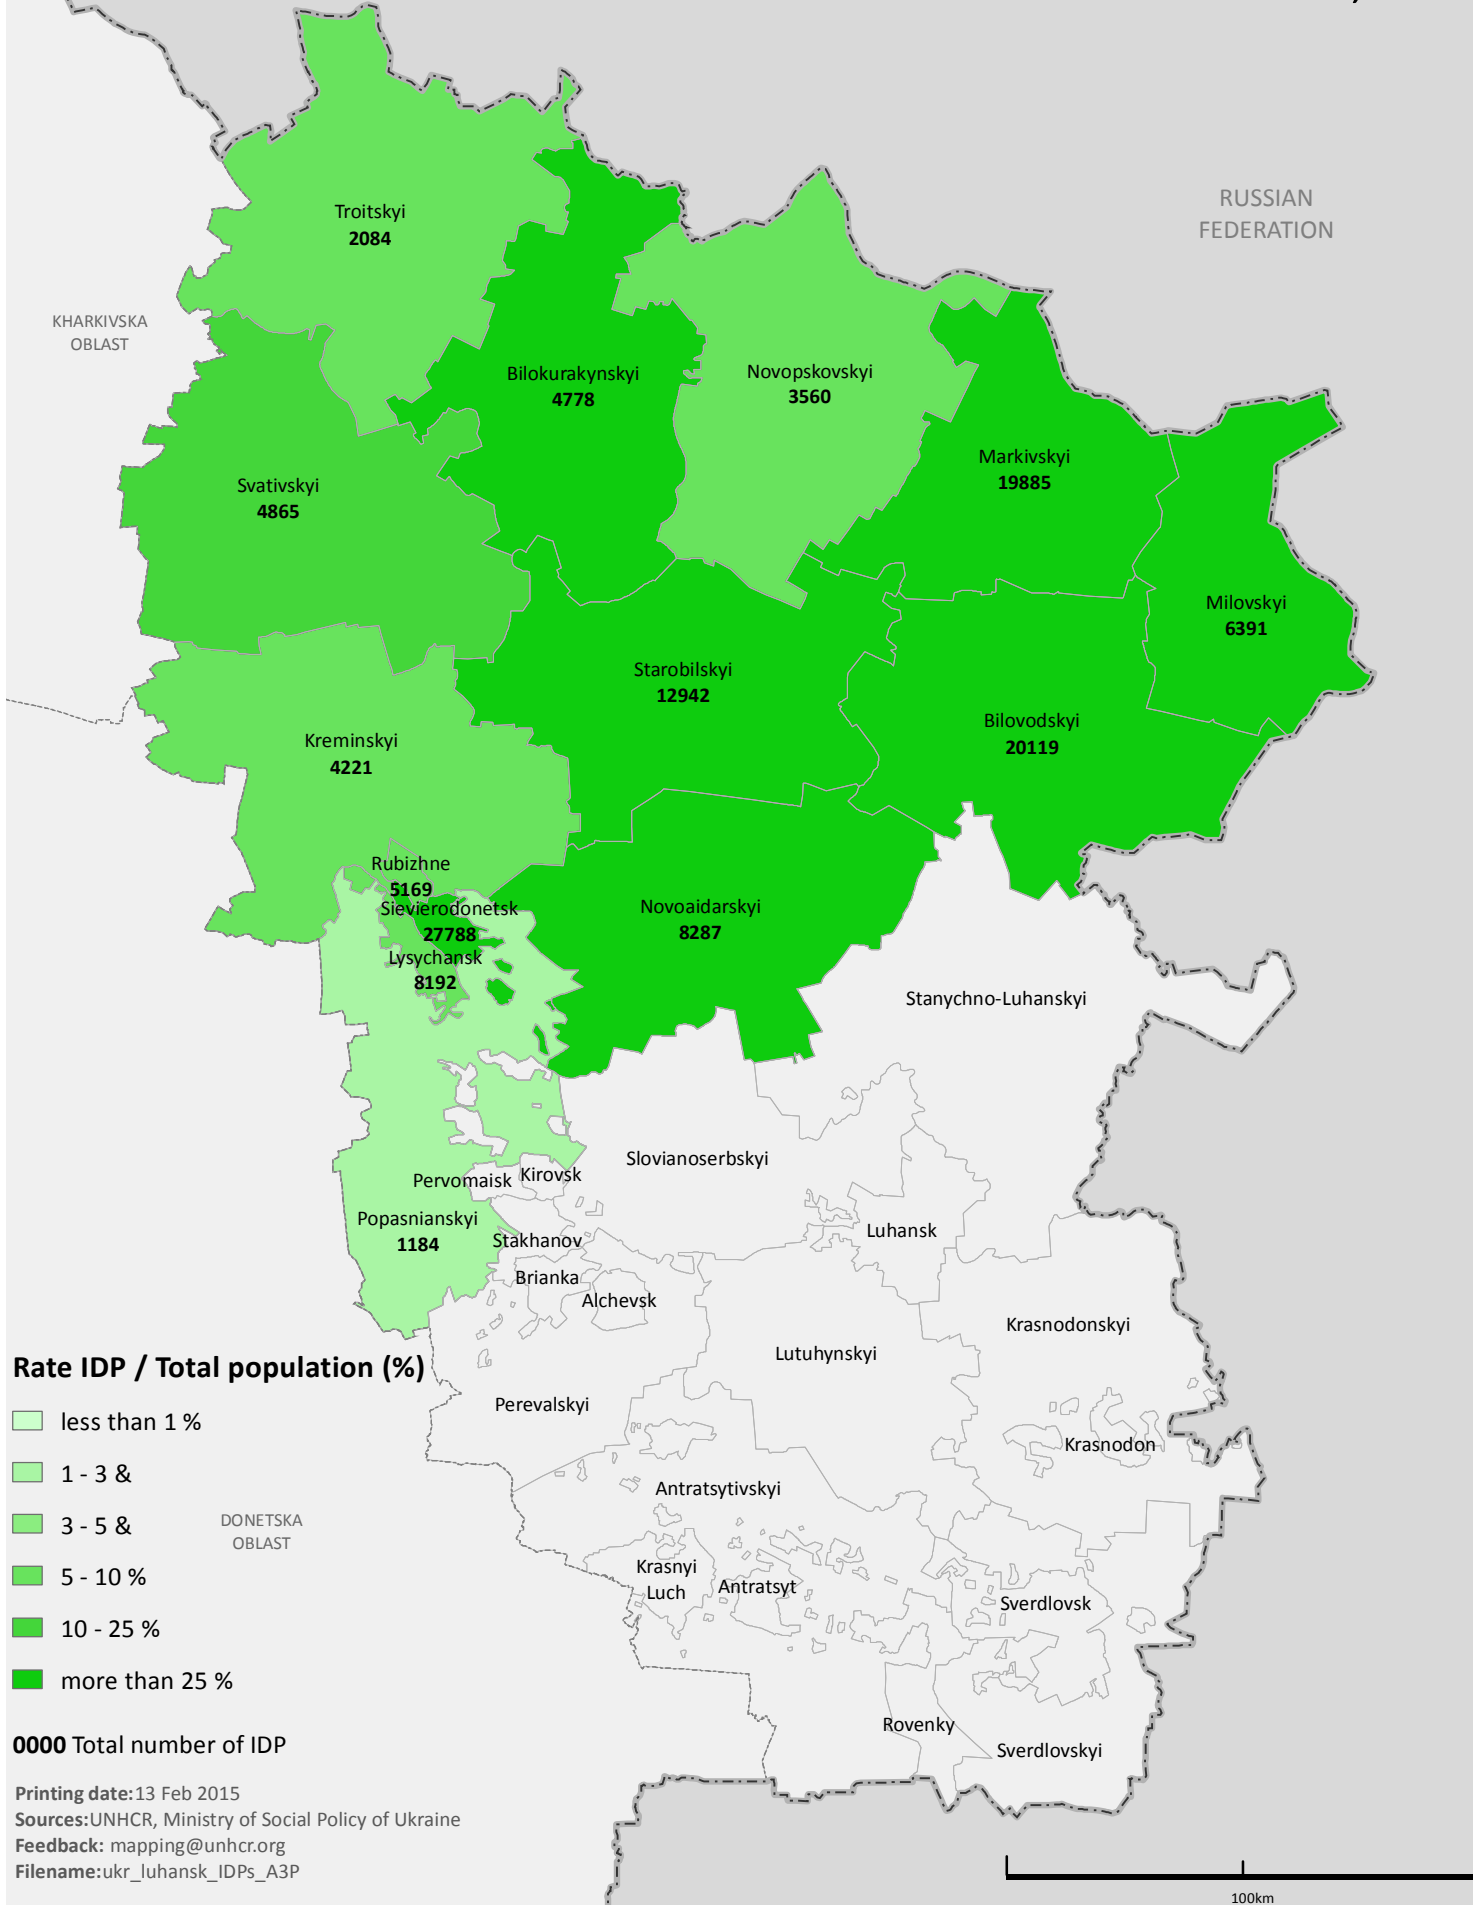 RUSSIAN
FEDERATION
Troitskyi
2084
KHARKIVSKA
OBLAST
Bilokurakynskyi
4778
Novopskovskyi
3560
Markivskyi
19885
Svativskyi
4865
Milovskyi
6391
Starobilskyi
12942
Bilovodskyi
20119
Kreminskyi
4221
Rubizhne
5169
Sievierodonetsk
27788
Lysychansk
8192
Novoaidarskyi
8287
Stanychno-Luhanskyi
Slovianoserbskyi
Pervomaisk
Kirovsk
Popasnianskyi
1184
Stakhanov
Luhansk
Brianka
Alchevsk
Krasnodonskyi
Lutuhynskyi
Perevalskyi
Krasnodon
Antratsytivskyi
Krasnyi
Luch
Antratsyt
Sverdlovsk
Rovenky
Sverdlovskyi
DONETSKA
OBLAST
Rate IDP / Total population (%)
less than 1 %
1 - 3 &
3 - 5 &
5 - 10 %
10 - 25 %
more than 25 %
0000 Total number of IDP
Printing date:13 Feb 2015
Sources:UNHCR, Ministry of Social Policy of Ukraine
Feedback: mapping@unhcr.org
Filename:ukr_luhansk_IDPs_A3P
100km